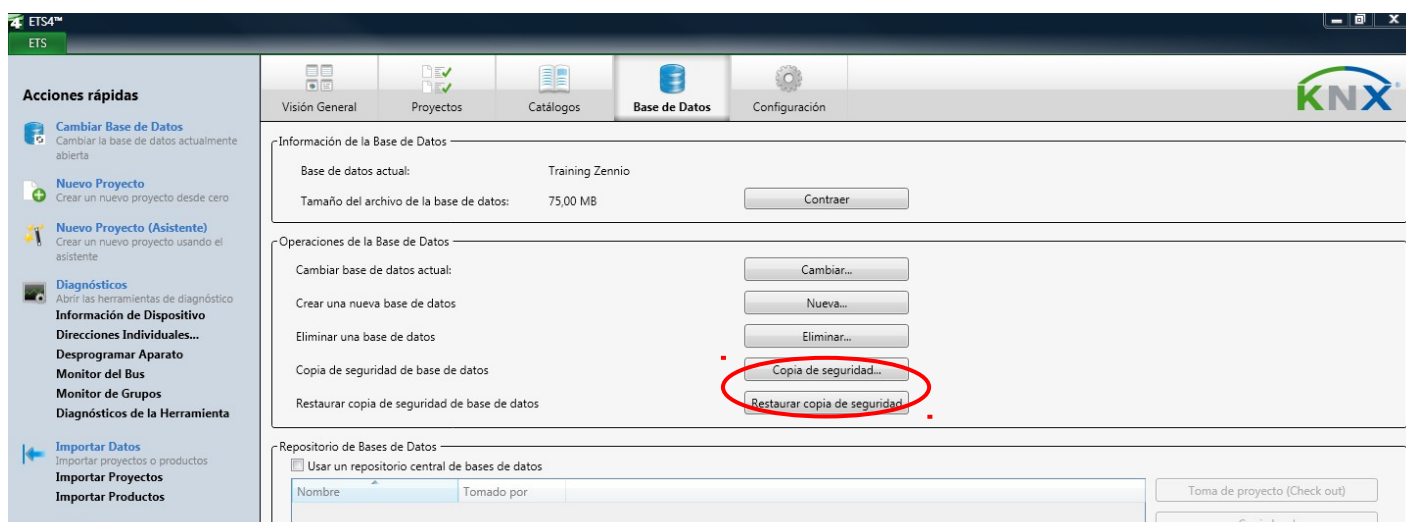 4 ETS4™
ETS
Acciones rápidas
Cambiar Base de Datos
Cambiar la base de datos actualmente
abierta
Nuevo Proyecto
Crear un nuevo proyecto desde cero
Nuevo Proyecto (Asistente)
Crear un nuevo proyecto usando el
asistente
Diagnósticos
Abrir las herramientas de diagnóstico
Información de Dispositivo
Direcciones Individuales...
Desprogramar Aparato
Monitor del Bus
Monitor de Grupos
Diagnósticos de la Herramienta
Importar Datos
Importar proyectos o productos
Importar Proyectos
Importar Productos
Visión General Proyectos Catálogos Base de Datos Configuración
KNX
Información de la Base de Datos
Base de datos actual: Training Zennio
Tamaño del archivo de la base de datos: 75,00 MB Contraer
Operaciones de la Base de Datos
Cambiar base de datos actual: Cambiar...
Crear una nueva base de datos Nueva...
Eliminar una base de datos Eliminar...
Copia de seguridad de base de datos Copia de seguridad...
Restaurar copia de seguridad de base de datos Restaurar copia de seguridad
Repositorio de Bases de Datos
Usar un repositorio central de bases de datos
Nombre Tomado por
Toma de proyecto (Check out)